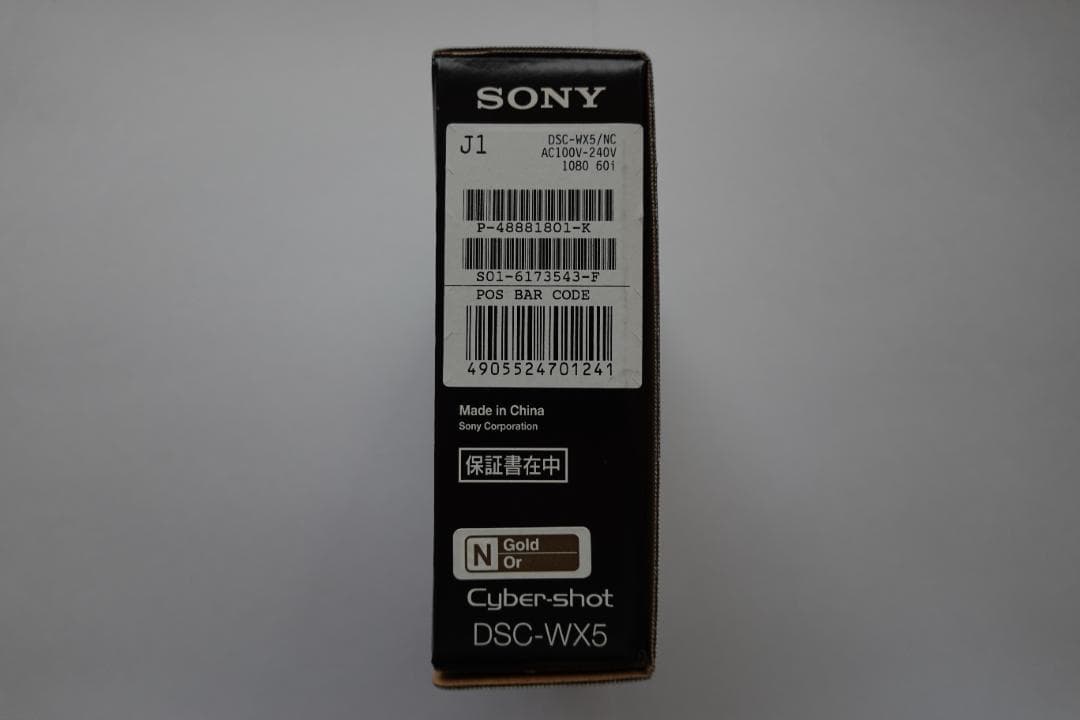 SONY
J1
DSC-WX5/NC
AC100V-240V
1080 60i
P-48881801-K
S01-6173543-F
POS BAR CODE
4905524701241
Made in China
Sony Corporation
保証書在中
N
Gold
Or
Cyber-shot
DSC-WX5